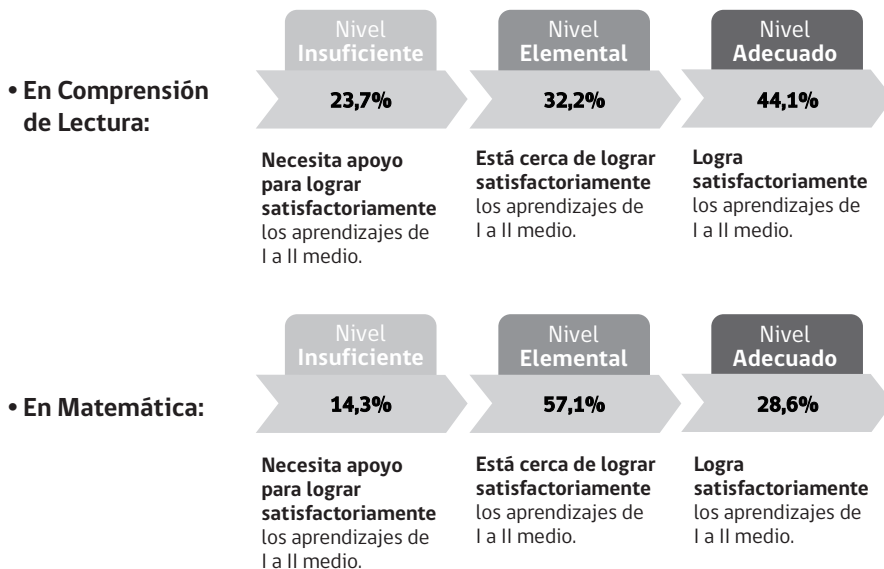 Nivel
Insuficiente
Nivel
Elemental
Nivel
Adecuado
• En Comprensión
de Lectura:
23,7%
32,2%
44,1%
Necesita apoyo
para lograr
satisfactoriamente
los aprendizajes de
I a II medio.
Está cerca de lograr
satisfactoriamente
los aprendizajes de
I a II medio.
Logra
satisfactoriamente
los aprendizajes de
I a II medio.
Nivel
Insuficiente
Nivel
Elemental
Nivel
Adecuado
• En Matemática:
14,3%
57,1%
28,6%
Necesita apoyo
para lograr
satisfactoriamente
los aprendizajes de
I a II medio.
Está cerca de lograr
satisfactoriamente
los aprendizajes de
I a II medio.
Logra
satisfactoriamente
los aprendizajes de
I a II medio.